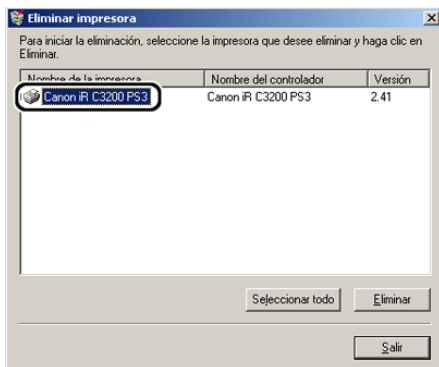 Eliminar impresora
Para iniciar la eliminación, seleccione la impresora que desee eliminar y haga clic en
Eliminar.
Nombre de la impresora Nombre del controlador Versión
Canon iR C3200 PS3 Canon iR C3200 PS3 2.41
Seleccionar todo Eliminar
Salir